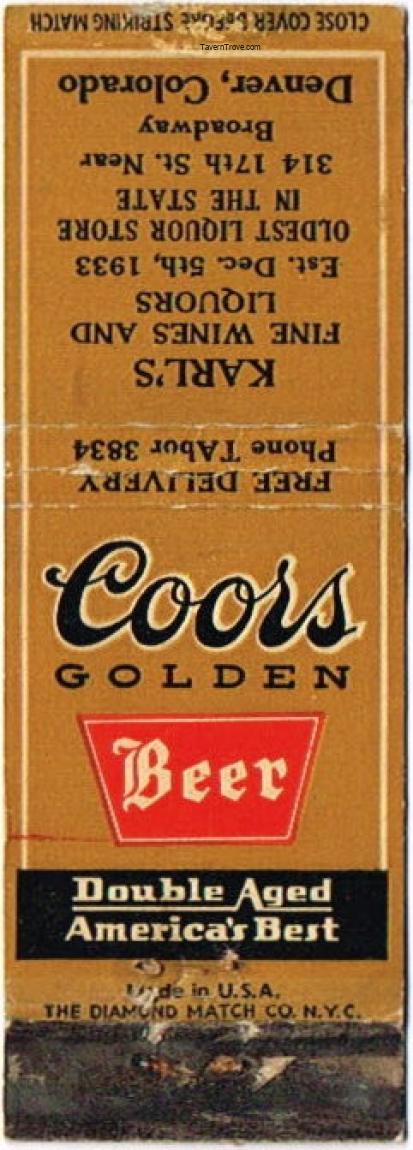 TavernTrove.com
FREE DELIVERY
Phone TAbor 3834
KARL'S
FINE WINES AND
LIQUORS
Est. Dec. 5th, 1933
OLDEST LIQUOR STORE
IN THE STATE
314 17th St. Near
Broadway
Denver, Colorado
CLOSE COVER BEFORE STRIKING MATCH
Coors
GOLDEN
Beer
Double Aged
America's Best
Made in U.S.A.
THE DIAMOND MATCH CO. N.Y.C.